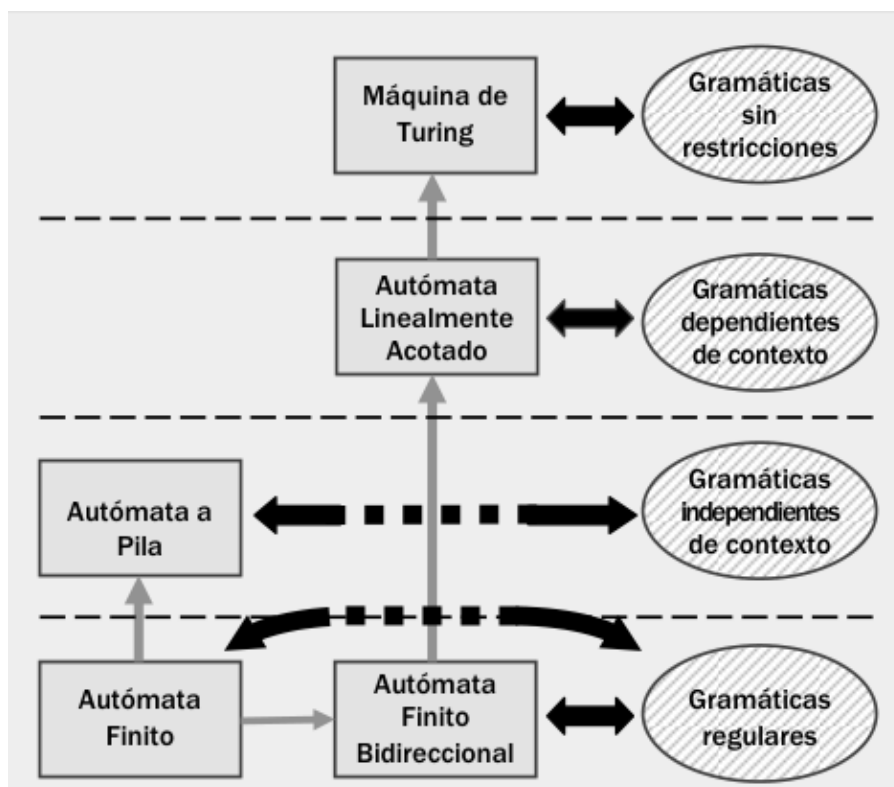 Máquina de
Turing
Gramáticas
sin
restricciones
Autómata
Linealmente
Acotado
Gramáticas
dependientes
de contexto
Autómata a
Pila
Gramáticas
independientes
de contexto
Autómata
Finito
Autómata
Finito
Bidireccional
Gramáticas
regulares